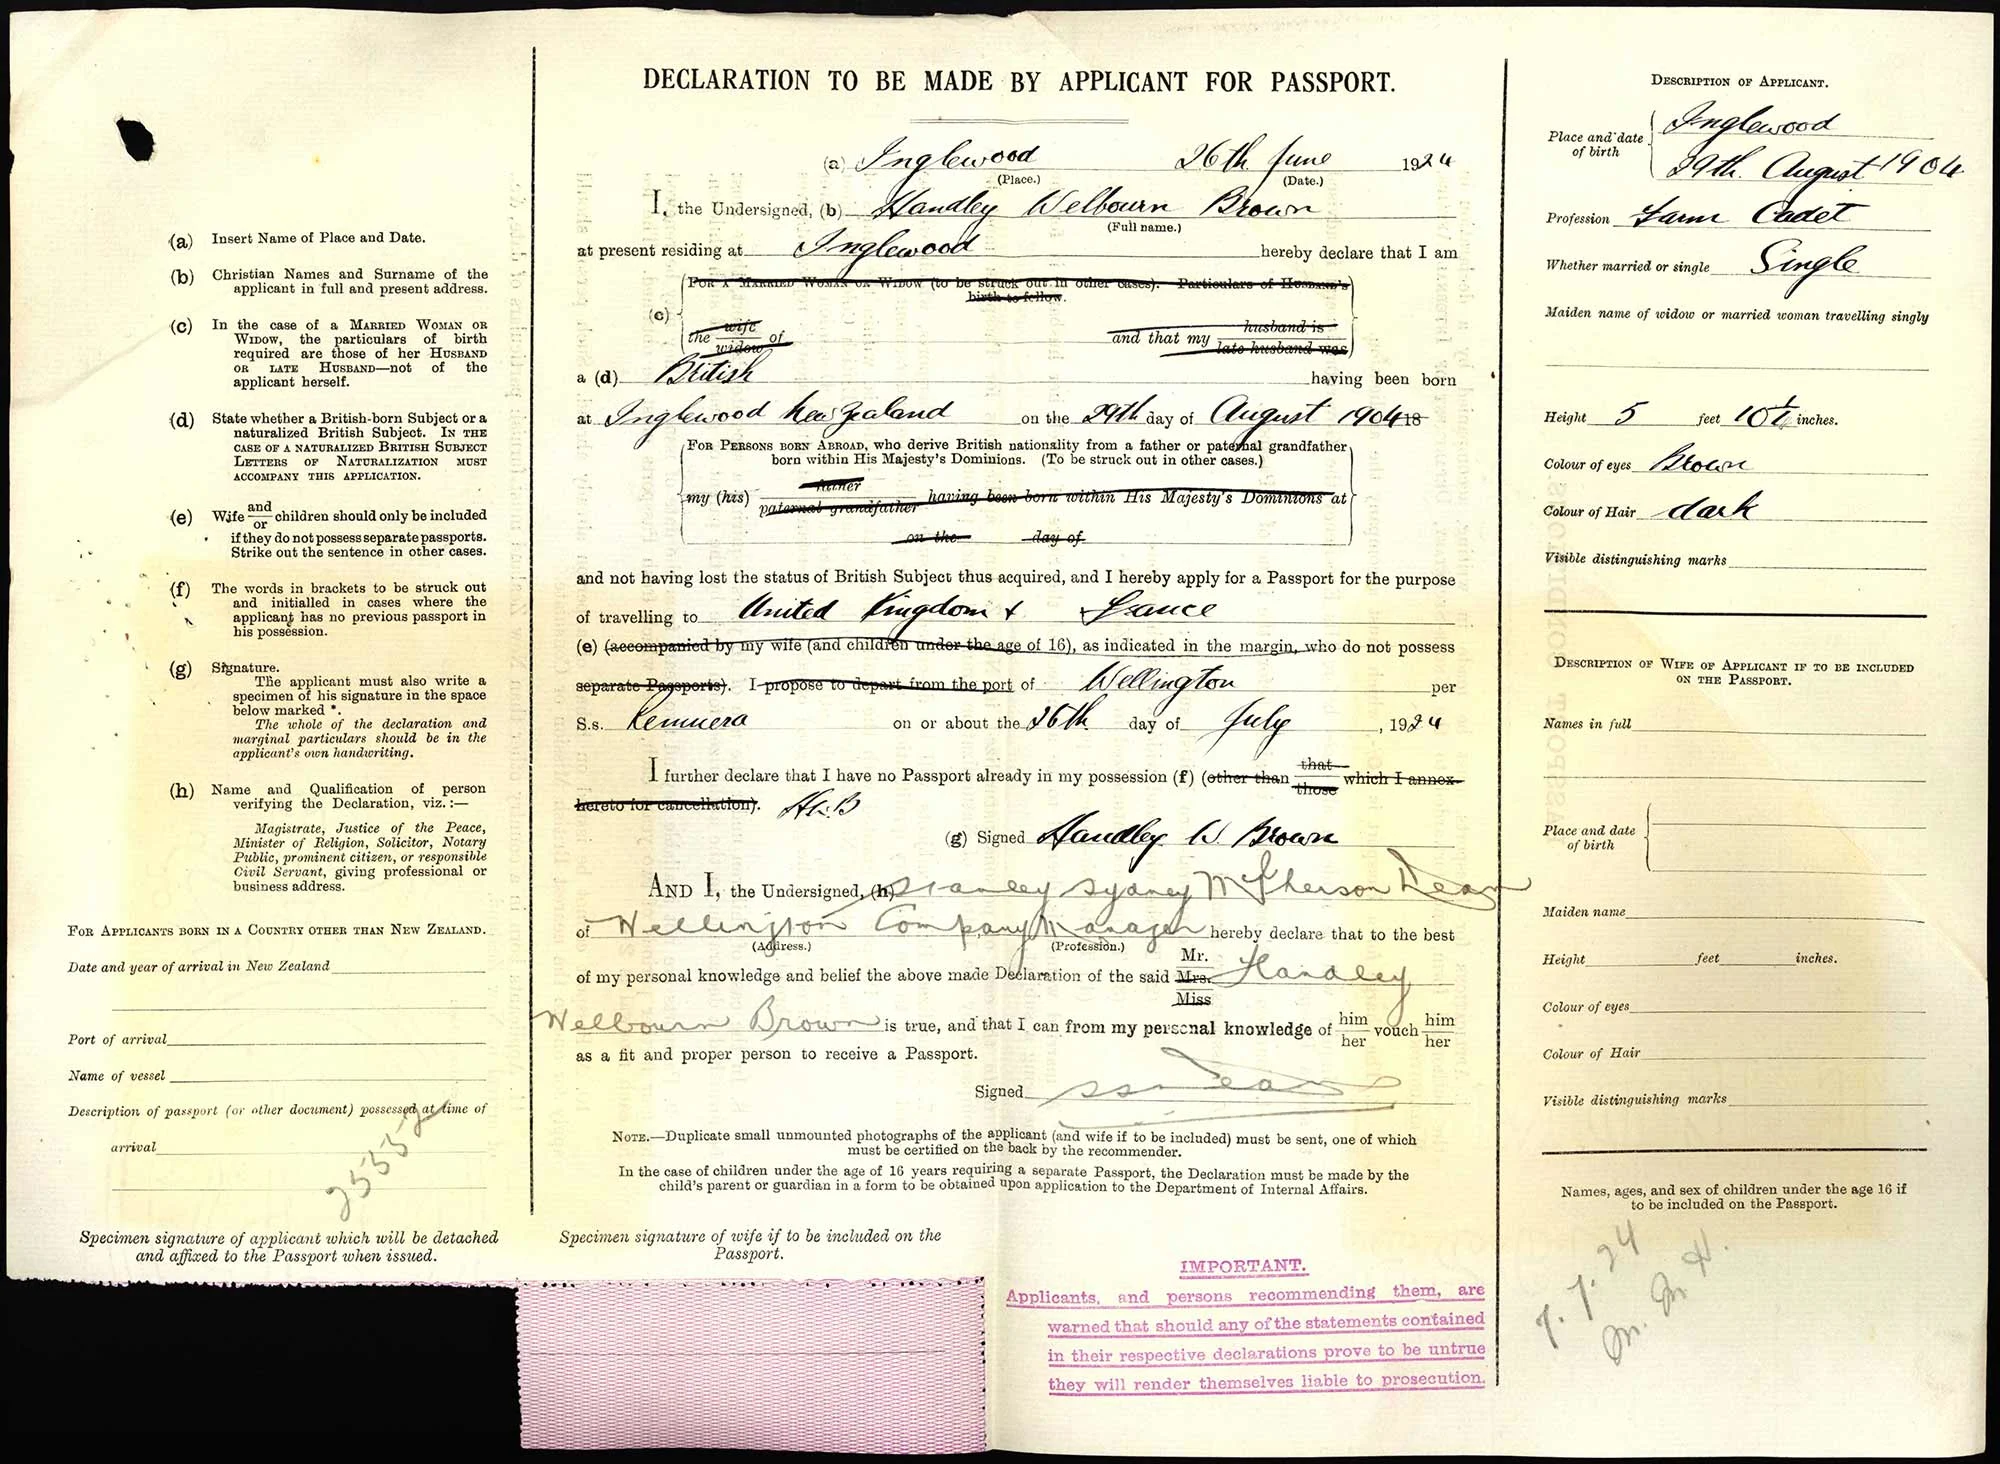 (a) Insert Name of Place and Date.
(b) Christian Names and Surname of the
applicant in full and present address.
(c) In the case of a MARRIED WOMAN OR
WIDOW, the particulars of birth
required are those of her HUSBAND
OR LATE HUSBAND—not of the
applicant herself.
(d) State whether a British-born Subject or a
naturalized British Subject. IN THE
CASE OF A NATURALIZED BRITISH SUBJECT
LETTERS OF NATURALIZATION MUST
ACCOMPANY THIS APPLICATION.
(e) Wife and/or children should only be included
if they do not possess separate passports.
Strike out the sentence in other cases.
(f) The words in brackets to be struck out
and initialled in cases where the
applicant has no previous passport in
his possession.
(g) Signature.
The applicant must also write a
specimen of his signature in the space
below marked *.
The whole of the declaration and
marginal particulars should be in the
applicant's own handwriting.
(h) Name and Qualification of person
verifying the Declaration, viz.:—
Magistrate, Justice of the Peace,
Minister of Religion, Solicitor, Notary
Public, prominent citizen, or responsible
Civil Servant, giving professional or
business address.
FOR APPLICANTS BORN IN A COUNTRY OTHER THAN NEW ZEALAND.
Date and year of arrival in New Zealand
Port of arrival
Name of vessel
Description of passport (or other document) possessed at time of
arrival
Specimen signature of applicant which will be detached
and affixed to the Passport when issued.
DECLARATION TO BE MADE BY APPLICANT FOR PASSPORT.
(a) Inglewood 26th June 1924
(Place.) (Date.)
I, the Undersigned, (b) Handley Welbourn Brown
(Full name.)
at present residing at Inglewood hereby declare that I am
FOR A MARRIED WOMAN OR WIDOW (to be struck out in other cases). Particulars of HUSBAND'S
birth to follow.
(c) the wife/widow of and that my husband is/late husband was
a (d) British having been born
at Inglewood New Zealand on the 29th day of August 1904 18
FOR PERSONS BORN ABROAD, who derive British nationality from a father or paternal grandfather
born within His Majesty's Dominions. (To be struck out in other cases.)
my (his) father/paternal grandfather having been born within His Majesty's Dominions at
on the day of
and not having lost the status of British Subject thus acquired, and I hereby apply for a Passport for the purpose
of travelling to United Kingdom & France
(e) (accompanied by my wife (and children under the age of 16), as indicated in the margin, who do not possess
separate Passports). I propose to depart from the port of Wellington per
S.s. Remuera on or about the 26th day of July, 1924
I further declare that I have no Passport already in my possession (f) (other than that/those which I annex
hereto for cancellation). H.W.B
(g) Signed Handley W Brown
AND I, the Undersigned, (h) Stanley Sydney McPherson Dean
of Wellington Company Manager hereby declare that to the best
(Address.) (Profession.)
of my personal knowledge and belief the above made Declaration of the said Mr./Mrs./Miss Handley
Welbourn Brown is true, and that I can from my personal knowledge of him/her vouch him/her
as a fit and proper person to receive a Passport.
Signed SSMDean
NOTE.—Duplicate small unmounted photographs of the applicant (and wife if to be included) must be sent, one of which
must be certified on the back by the recommender.
In the case of children under the age of 16 years requiring a separate Passport, the Declaration must be made by the
child's parent or guardian in a form to be obtained upon application to the Department of Internal Affairs.
Specimen signature of wife if to be included on the
Passport.
IMPORTANT.
Applicants, and persons recommending them, are
warned that should any of the statements contained
in their respective declarations prove to be untrue
they will render themselves liable to prosecution.
DESCRIPTION OF APPLICANT.
Place and date of birth Inglewood
29th August 1904
Profession Farm Cadet
Whether married or single Single
Maiden name of widow or married woman travelling singly
Height 5 feet 10½ inches.
Colour of eyes Brown
Colour of Hair dark
Visible distinguishing marks
DESCRIPTION OF WIFE OF APPLICANT IF TO BE INCLUDED
ON THE PASSPORT.
Names in full
Place and date
of birth
Maiden name
Height feet inches.
Colour of eyes
Colour of Hair
Visible distinguishing marks
Names, ages, and sex of children under the age 16 if
to be included on the Passport.
7.7.24